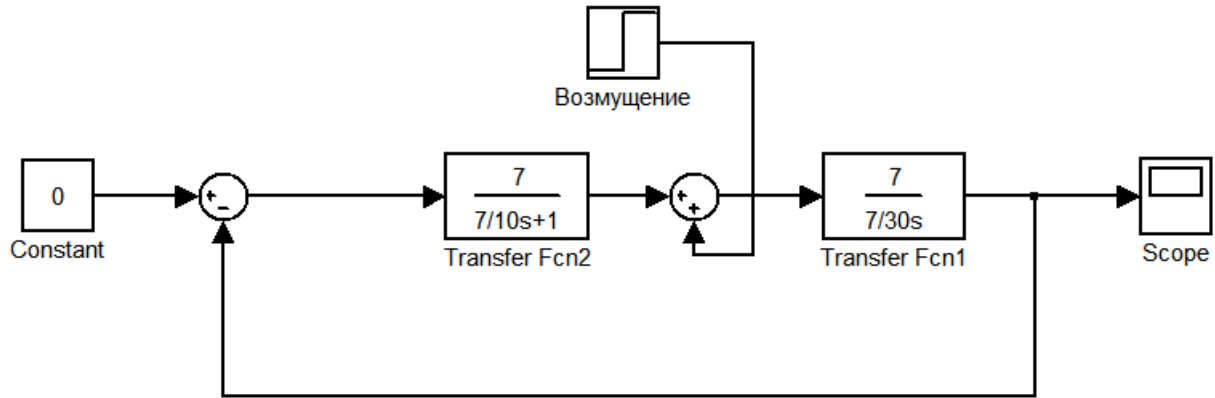 Возмущение
0
Constant
+
−
7
7/10s+1
Transfer Fcn2
+
+
7
7/30s
Transfer Fcn1
Scope